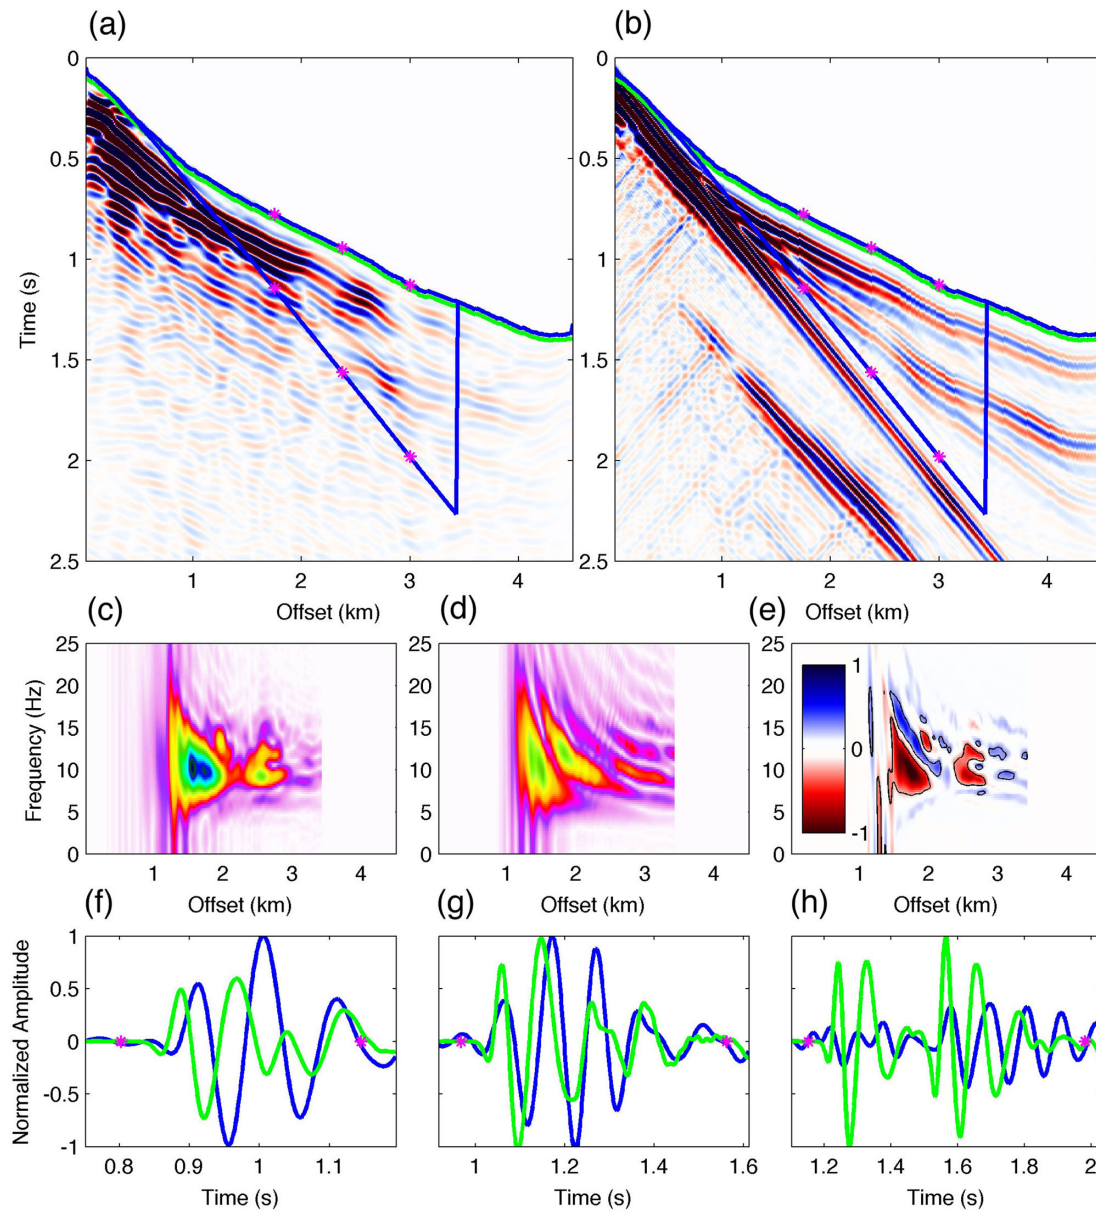 (a) (b)
0 0
0.5 0.5
1 1
1.5 1.5
2 2
2.5 2.5
Time (s)
1 2 3 4 1 2 3 4
Offset (km) Offset (km)
(c) (d) (e)
25 25 25
20 20 20
15 15 15
10 10 10
5 5 5
0 0 0
Frequency (Hz)
1
0
-1
1 2 3 4 1 2 3 4 1 2 3 4
Offset (km) Offset (km) Offset (km)
(f) (g) (h)
1
0.5
0
-0.5
-1
Normalized Amplitude
0.8 0.9 1 1.1 1 1.2 1.4 1.6 1.2 1.4 1.6 1.8 2
Time (s) Time (s) Time (s)